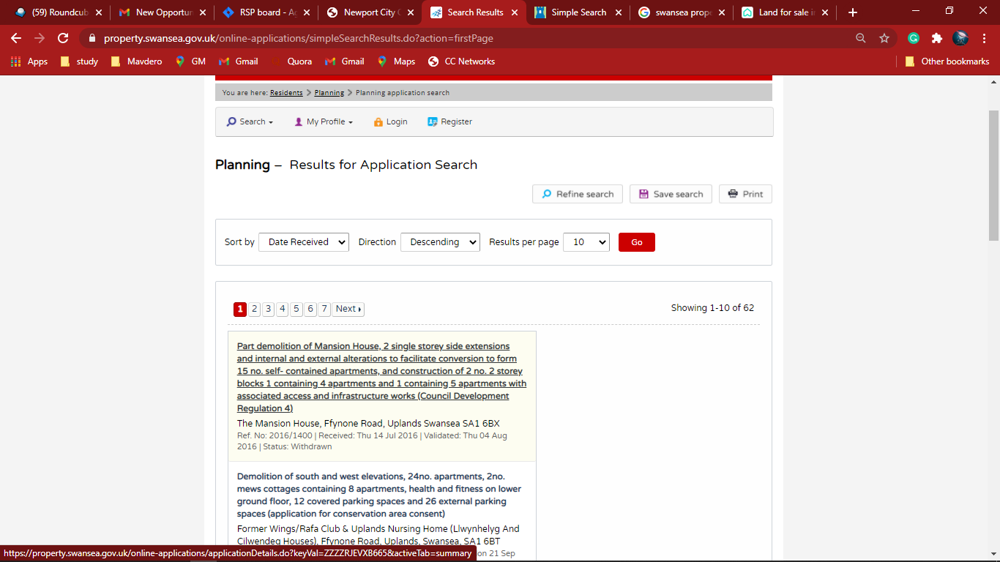 (59) Roundcub
New Opportun
RSP board - Ag
Newport City C
Search Results
Simple Search
swansea prope
Land for sale i
property.swansea.gov.uk/online-applications/simpleSearchResults.do?action=firstPage
Apps study Mavdero GM Gmail Quora Gmail Maps CC Networks Other bookmarks
You are here: Residents Planning Planning application search
Search My Profile Login Register
Planning – Results for Application Search
Refine search Save search Print
Sort by Date Received Direction Descending Results per page 10 Go
1 2 3 4 5 6 7 Next Showing 1-10 of 62
Part demolition of Mansion House, 2 single storey side extensions
and internal and external alterations to facilitate conversion to form
15 no. self- contained apartments, and construction of 2 no. 2 storey
blocks 1 containing 4 apartments and 1 containing 5 apartments with
associated access and infrastructure works (Council Development
Regulation 4)
The Mansion House, Ffynone Road, Uplands Swansea SA1 6BX
Ref. No: 2016/1400 | Received: Thu 14 Jul 2016 | Validated: Thu 04 Aug
2016 | Status: Withdrawn
Demolition of south and west elevations, 24no. apartments, 2no.
mews cottages containing 8 apartments, health and fitness on lower
ground floor, 12 covered parking spaces and 26 external parking
spaces (application for conservation area consent)
Former Wings/Rafa Club & Uplands Nursing Home (Llwynhelyg And
Cilwendeg Houses), Ffynone Road, Uplands, Swansea, SA1 6BT
https://property.swansea.gov.uk/online-applications/applicationDetails.do?keyVal=ZZZZRJEVXB665&activeTab=summary on 21 Sep